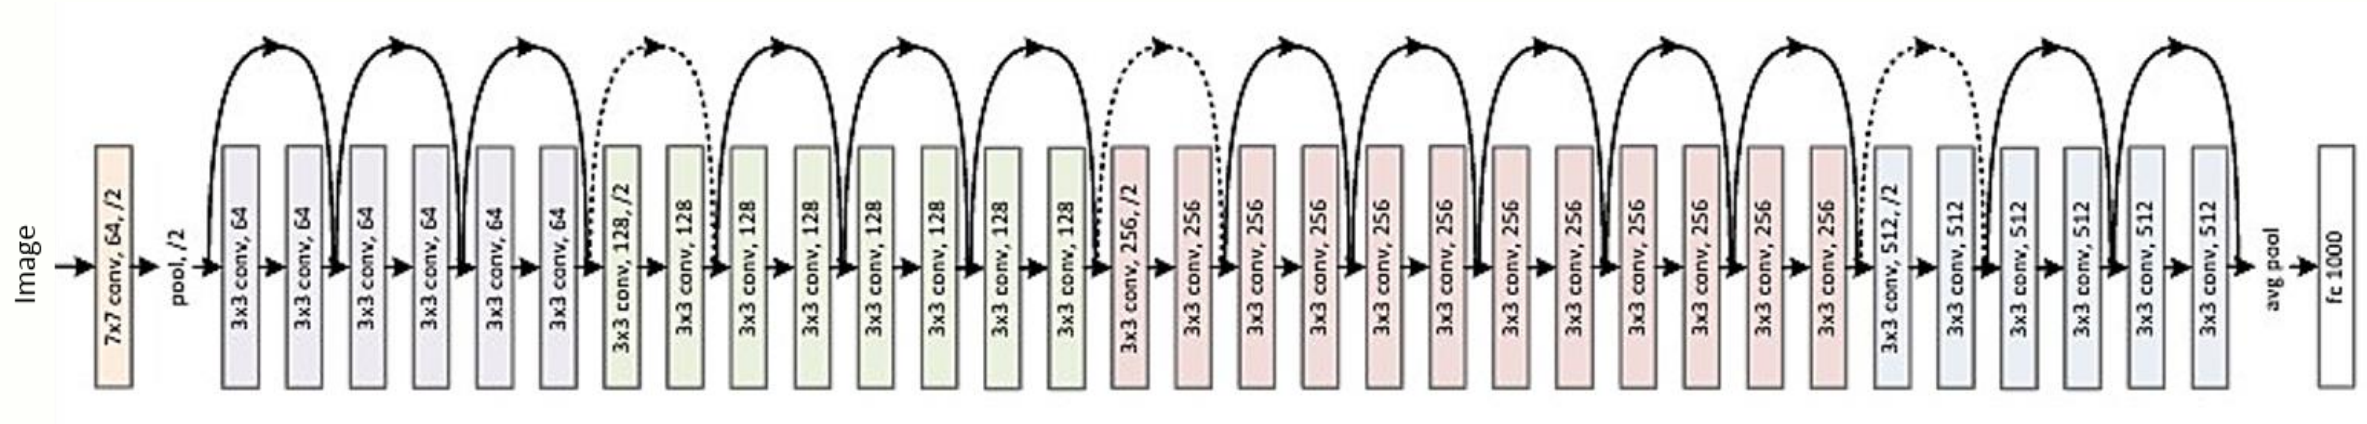 Image
7x7 conv, 64, /2
pool, /2
3x3 conv, 64
3x3 conv, 64
3x3 conv, 64
3x3 conv, 64
3x3 conv, 64
3x3 conv, 64
3x3 conv, 128, /2
3x3 conv, 128
3x3 conv, 128
3x3 conv, 128
3x3 conv, 128
3x3 conv, 128
3x3 conv, 128
3x3 conv, 128
3x3 conv, 256, /2
3x3 conv, 256
3x3 conv, 256
3x3 conv, 256
3x3 conv, 256
3x3 conv, 256
3x3 conv, 256
3x3 conv, 256
3x3 conv, 256
3x3 conv, 256
3x3 conv, 256
3x3 conv, 256
3x3 conv, 512, /2
3x3 conv, 512
3x3 conv, 512
3x3 conv, 512
3x3 conv, 512
3x3 conv, 512
avg pool
fc 1000